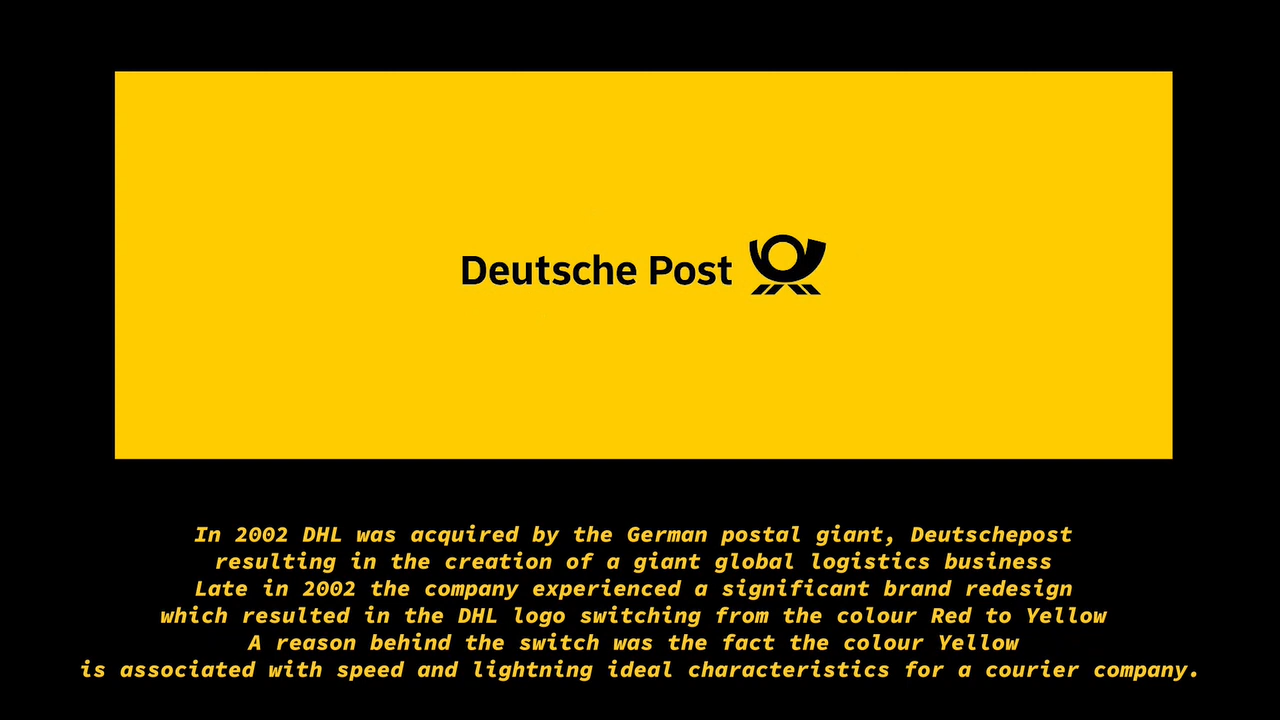 Deutsche Post
In 2002 DHL was acquired by the German postal giant, Deutschepost
resulting in the creation of a giant global logistics business
Late in 2002 the company experienced a significant brand redesign
which resulted in the DHL logo switching from the colour Red to Yellow
A reason behind the switch was the fact the colour Yellow
is associated with speed and lightning ideal characteristics for a courier company.